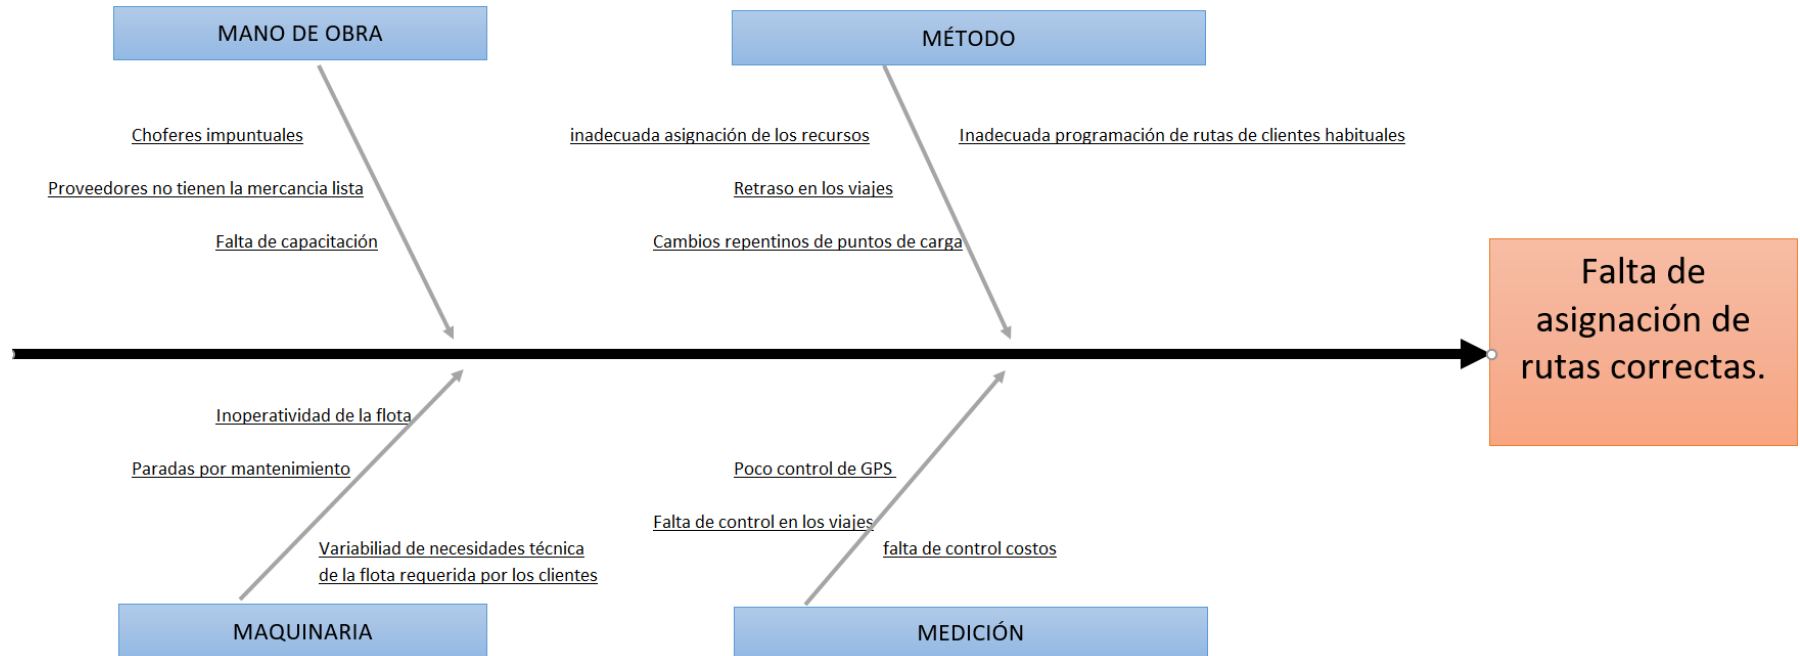 MANO DE OBRA
MÉTODO
Choferes impuntuales
inadecuada asignación de los recursos
Inadecuada programación de rutas de clientes habituales
Proveedores no tienen la mercancia lista
Retraso en los viajes
Falta de capacitación
Cambios repentinos de puntos de carga
Falta de
asignación de
rutas correctas.
Inoperatividad de la flota
Paradas por mantenimiento
Poco control de GPS
Falta de control en los viajes
Variabiliad de necesidades técnica
de la flota requerida por los clientes
falta de control costos
MAQUINARIA
MEDICIÓN